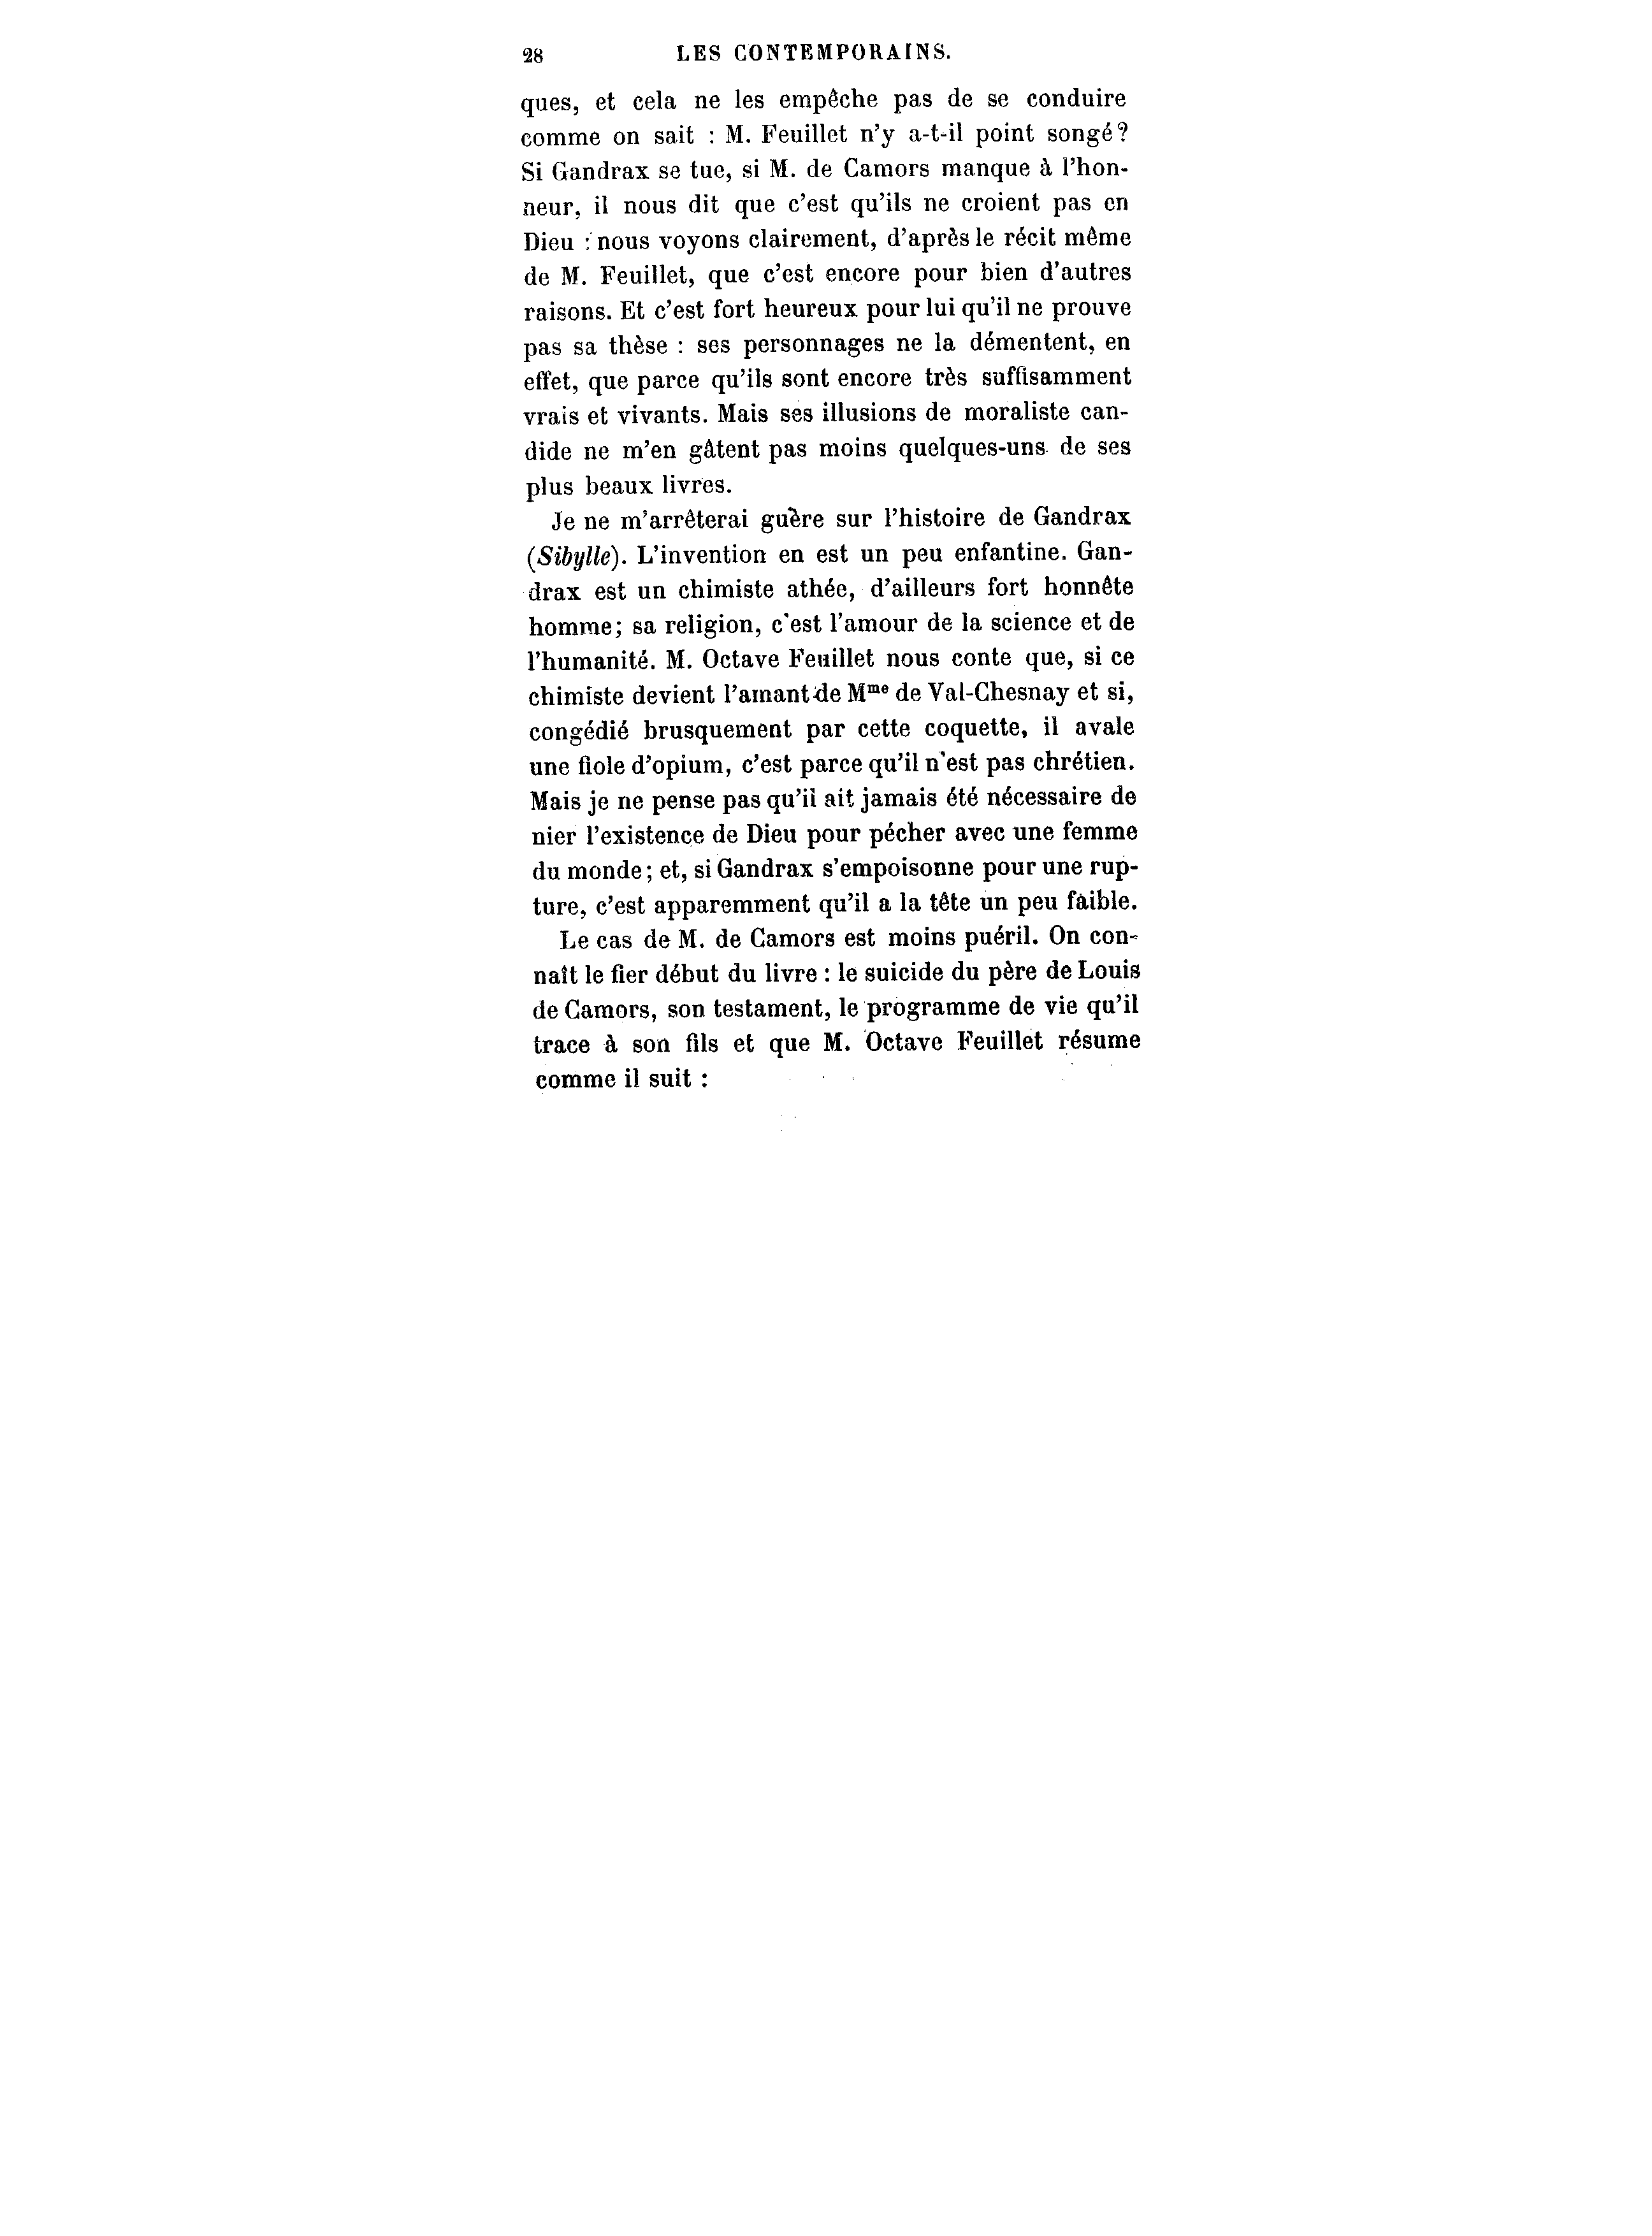 28 LES CONTEMPORAINS.
ques, et cela ne les empêche pas de se conduire
comme on sait : M. Feuillet n'y a-t-il point songé?
Si Gandrax se tue, si M. de Camors manque à l'hon-
neur, il nous dit que c'est qu'ils ne croient pas en
Dieu : nous voyons clairement, d'après le récit même
de M. Feuillet, que c'est encore pour bien d'autres
raisons. Et c'est fort heureux pour lui qu'il ne prouve
pas sa thèse : ses personnages ne la démentent, en
effet, que parce qu'ils sont encore très suffisamment
vrais et vivants. Mais ses illusions de moraliste can-
dide ne m'en gâtent pas moins quelques-uns de ses
plus beaux livres.
Je ne m'arrêterai guère sur l'histoire de Gandrax
(Sibylle). L'invention en est un peu enfantine. Gan-
drax est un chimiste athée, d'ailleurs fort honnête
homme; sa religion, c'est l'amour de la science et de
l'humanité. M. Octave Feuillet nous conte que, si ce
chimiste devient l'amant de Mme de Val-Chesnay et si,
congédié brusquement par cette coquette, il avale
une fiole d'opium, c'est parce qu'il n'est pas chrétien.
Mais je ne pense pas qu'il ait jamais été nécessaire de
nier l'existence de Dieu pour pécher avec une femme
du monde; et, si Gandrax s'empoisonne pour une rup-
ture, c'est apparemment qu'il a la tête un peu faible.
Le cas de M. de Camors est moins puéril. On con-
naît le fier début du livre : le suicide du père de Louis
de Camors, son testament, le programme de vie qu'il
trace à son fils et que M. Octave Feuillet résume
comme il suit :